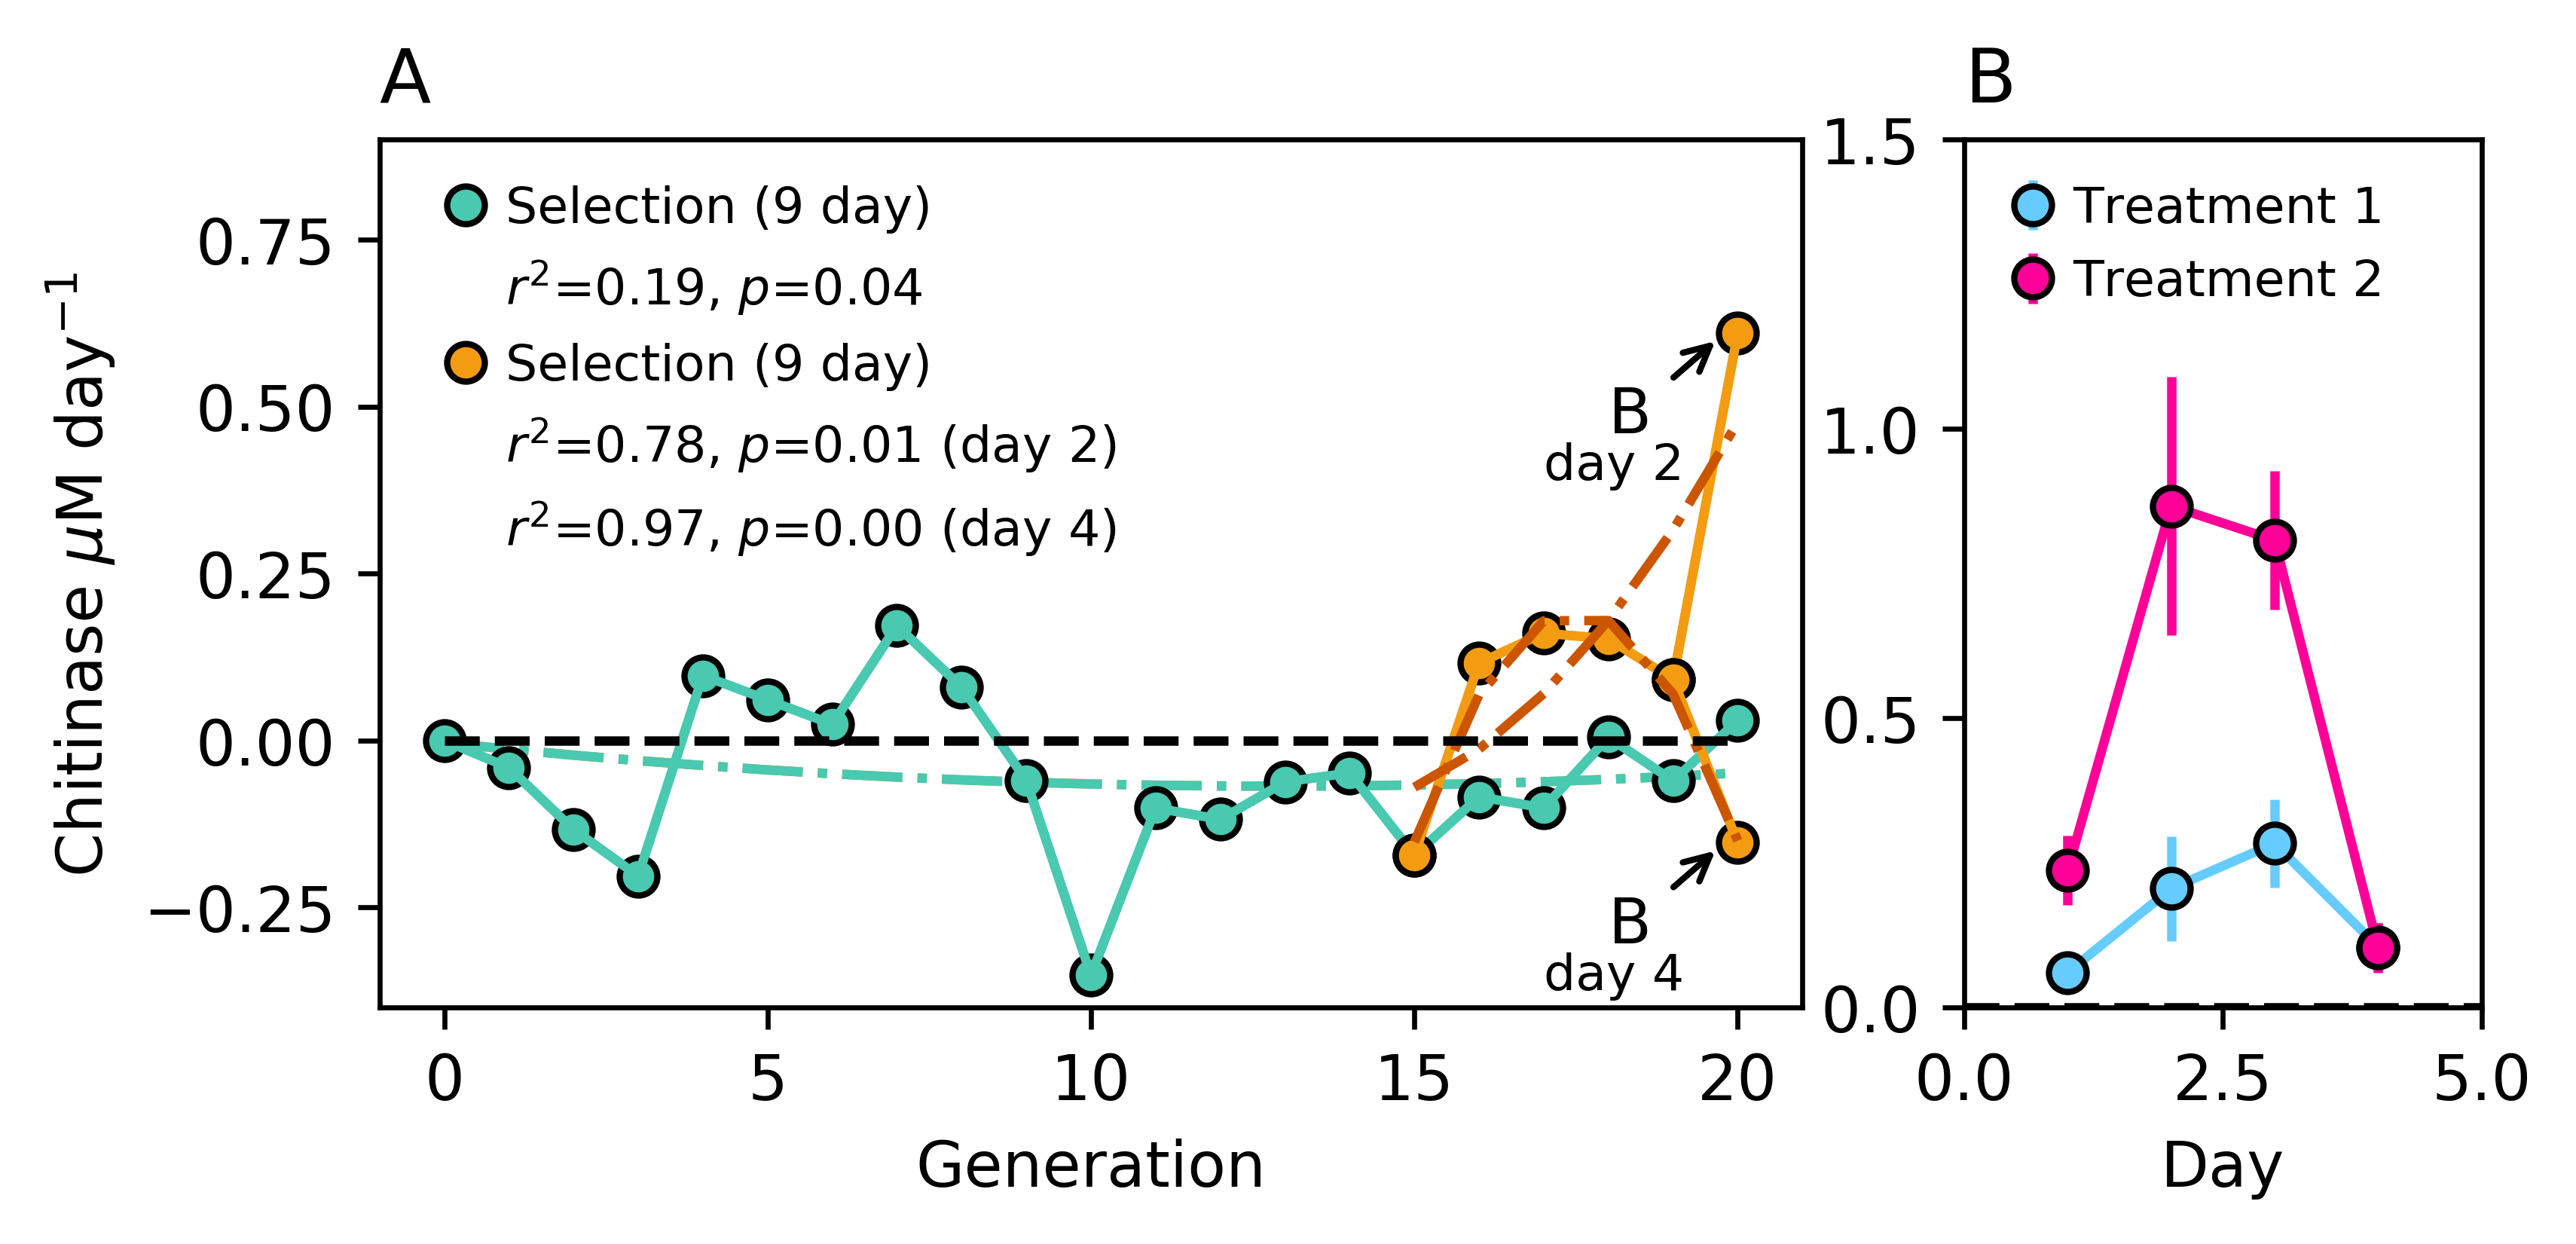 A
B
Chitinase μM day⁻¹
0.75
0.50
0.25
0.00
−0.25
Selection (9 day)
r²=0.19, p=0.04
Selection (9 day)
r²=0.78, p=0.01 (day 2)
r²=0.97, p=0.00 (day 4)
B
day 2
B
day 4
0
5
10
15
20
Generation
1.5
1.0
0.5
0.0
Treatment 1
Treatment 2
0.0
2.5
5.0
Day